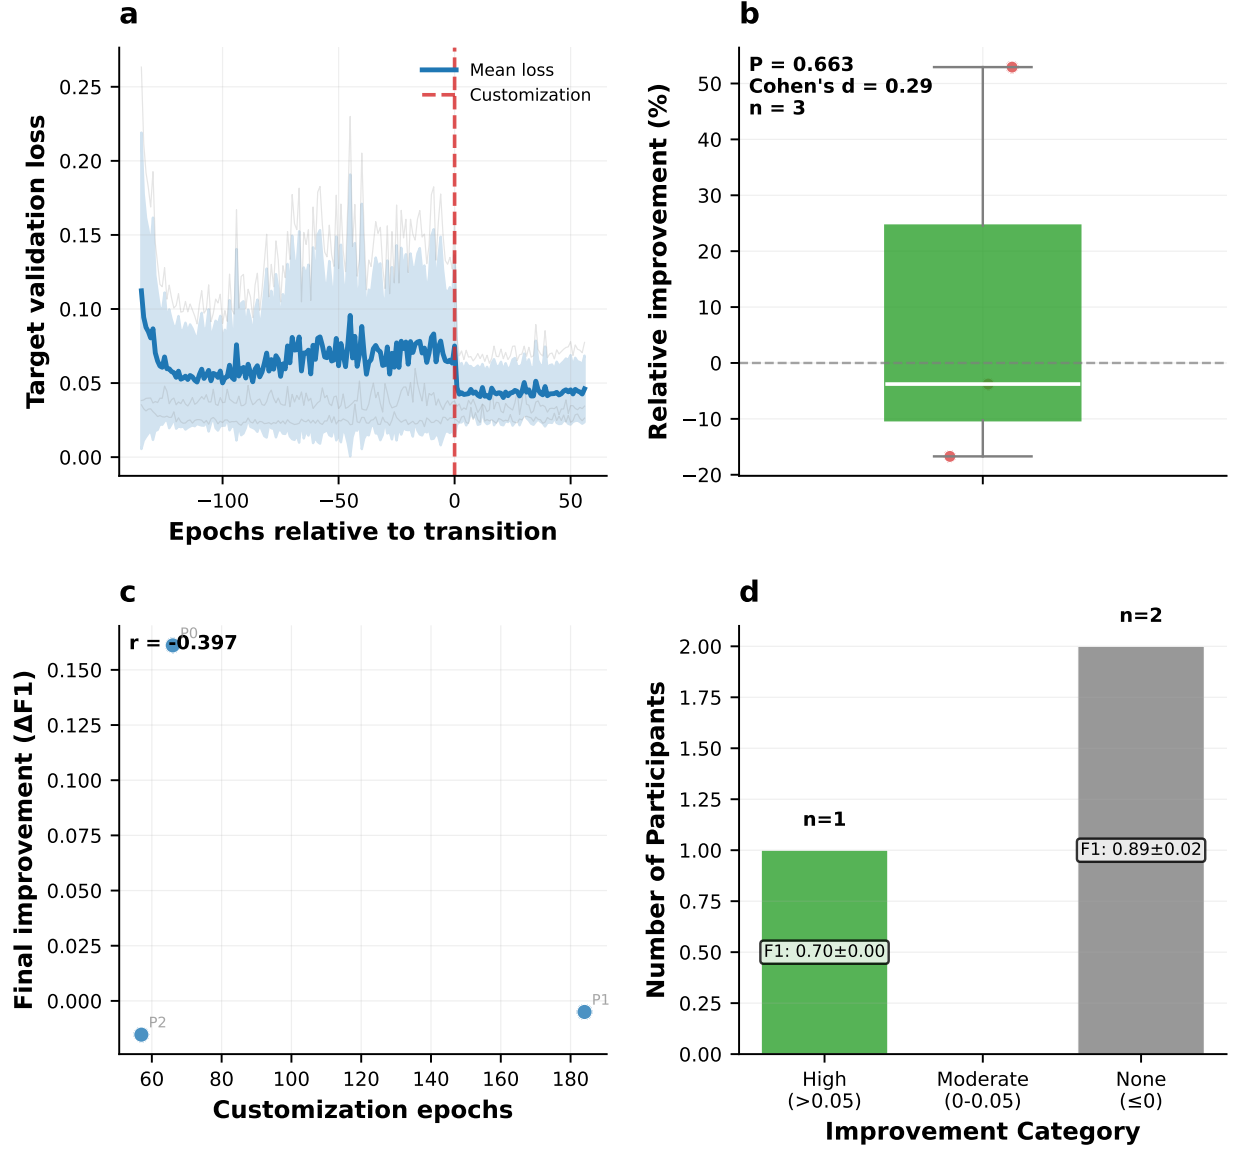 a
Target validation loss
0.25
0.20
0.15
0.10
0.05
0.00
Mean loss
Customization
−100
−50
0
50
Epochs relative to transition
b
Relative improvement (%)
50
40
30
20
10
0
−10
−20
P = 0.663
Cohen's d = 0.29
n = 3
c
Final improvement (ΔF1)
0.150
0.125
0.100
0.075
0.050
0.025
0.000
P0
r = -0.397
P1
P2
60
80
100
120
140
160
180
Customization epochs
d
Number of Participants
2.00
1.75
1.50
1.25
1.00
0.75
0.50
0.25
0.00
n=2
n=1
F1: 0.89±0.02
F1: 0.70±0.00
High
(>0.05)
Moderate
(0-0.05)
None
(≤0)
Improvement Category